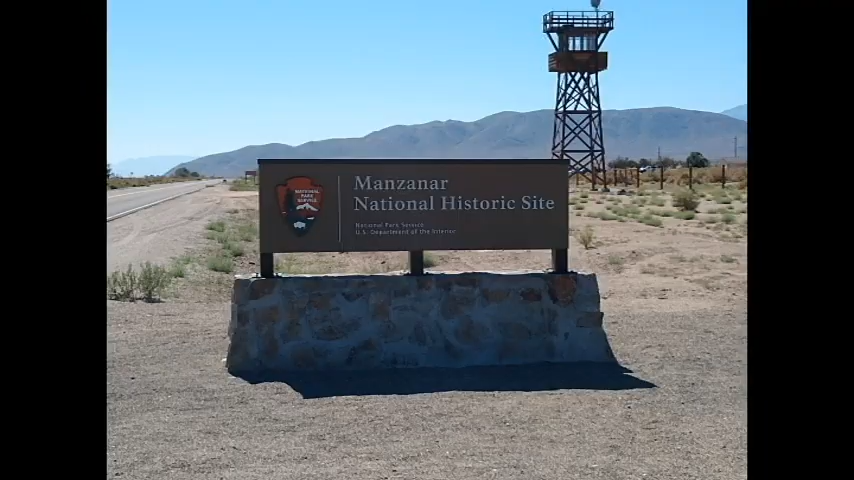 NATIONAL
PARK
SERVICE
Manzanar
National Historic Site
National Park Service
U.S. Department of the Interior